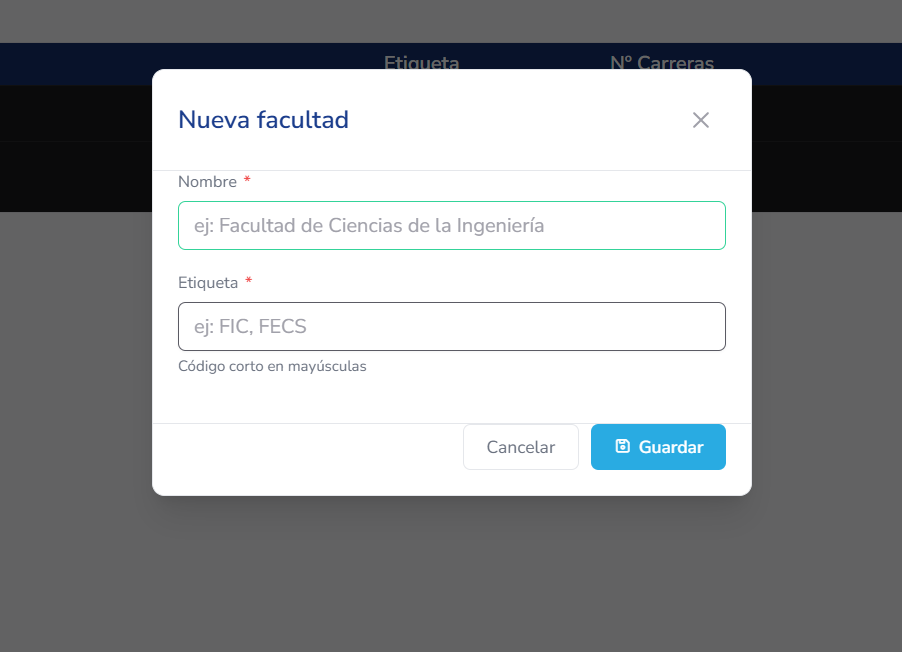 Etiqueta Nº Carreras
Nueva facultad
Nombre *
ej: Facultad de Ciencias de la Ingeniería
Etiqueta *
ej: FIC, FECS
Código corto en mayúsculas
Cancelar Guardar